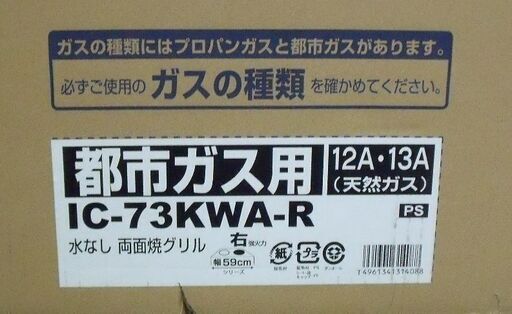 ガスの種類にはプロパンガスと都市ガスがあります。
必ずご使用の ガスの種類 を確かめてください。
都市ガス用
12A・13A
(天然ガス)
IC-73KWA-R
PS
水なし 両面焼グリル
右 強火力
幅59cm
シリーズ
紙
プラ